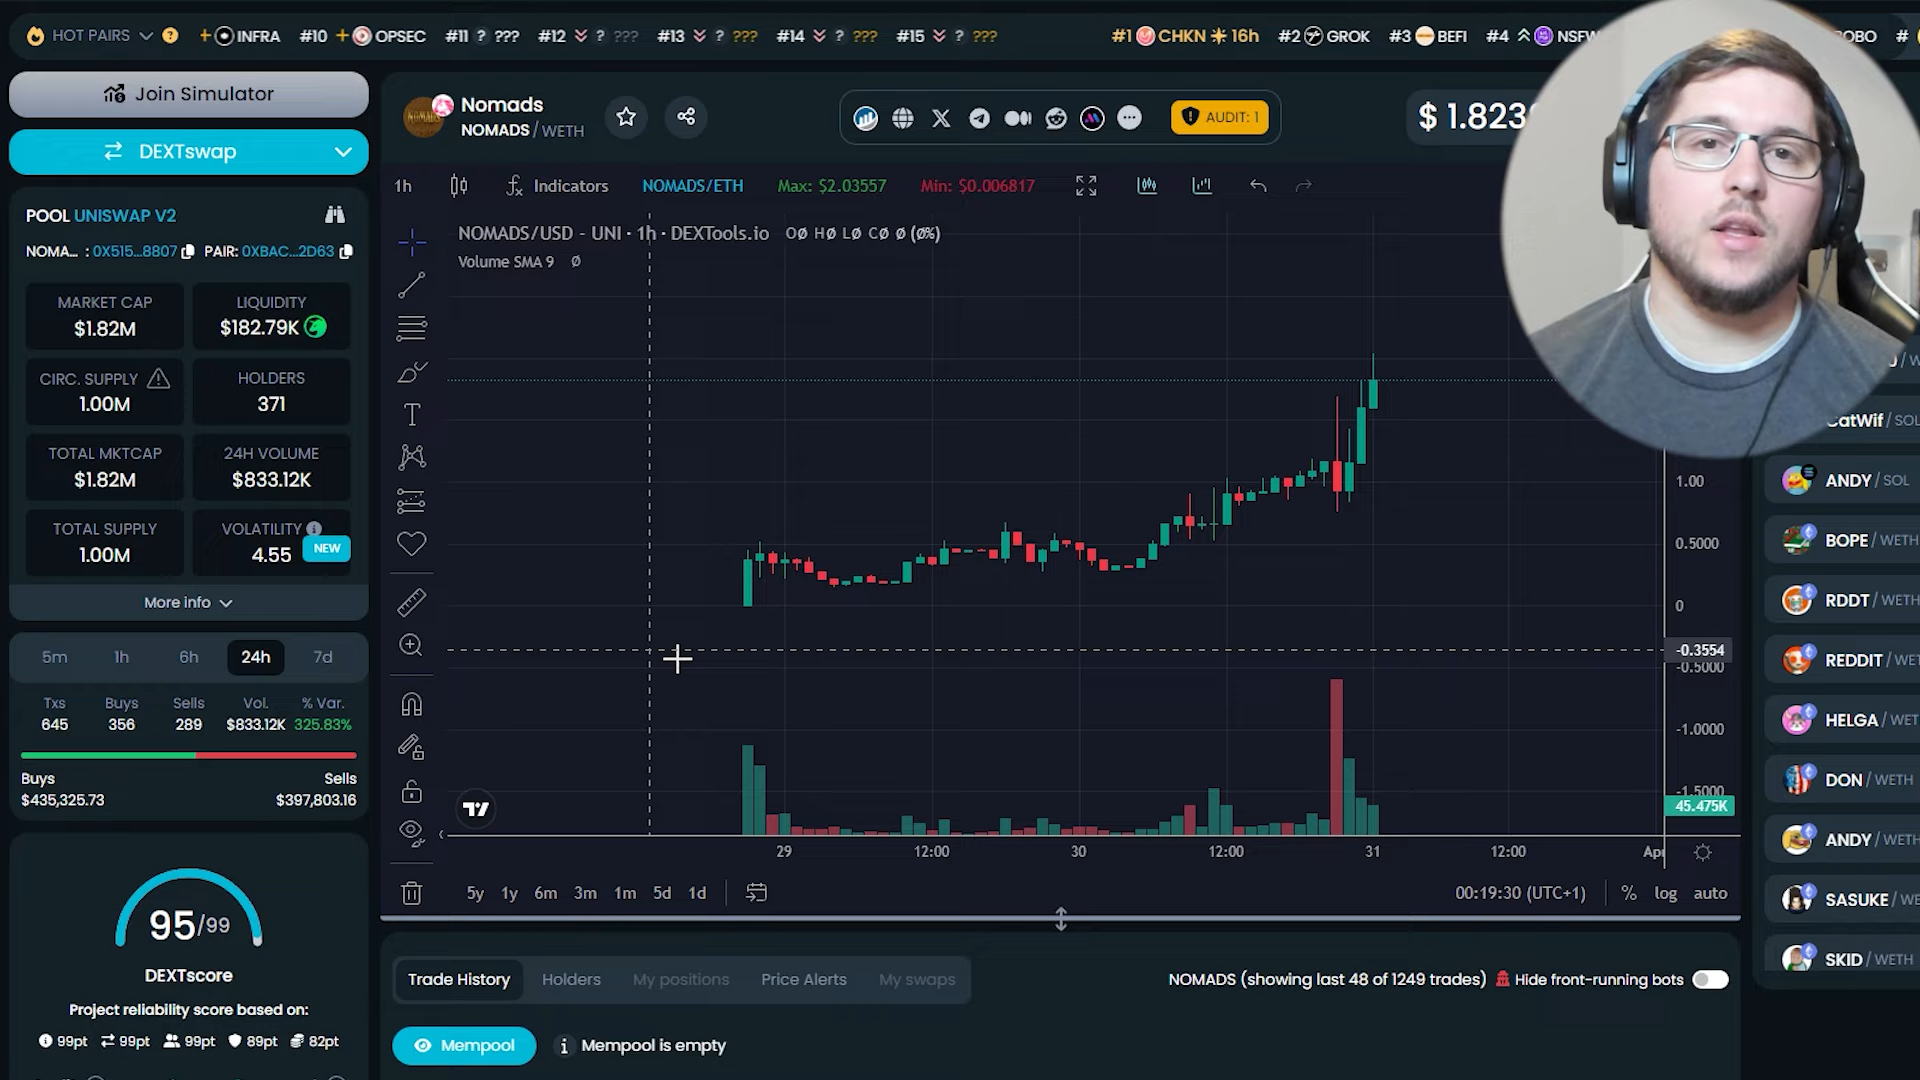 HOT PAIRS ? INFRA #10 OPSEC #11 ? ??? #12 ? ??? #13 ? ??? #14 ? ??? #15 ? ??? #1 CHKN 16h #2 GROK #3 BEFI #4 NSFW OBO #
Join Simulator
DEXTswap
POOL UNISWAP V2
NOMA... : 0X515...8807 PAIR: 0XBAC...2D63
MARKET CAP
$1.82M
LIQUIDITY
$182.79K
CIRC. SUPPLY
1.00M
HOLDERS
371
TOTAL MKTCAP
$1.82M
24H VOLUME
$833.12K
TOTAL SUPPLY
1.00M
VOLATILITY
4.55 NEW
More info
5m 1h 6h 24h 7d
Txs Buys Sells Vol. % Var.
645 356 289 $833.12K 325.83%
Buys Sells
$435,325.73 $397,803.16
95/99
DEXTscore
Project reliability score based on:
99pt 99pt 99pt 89pt 82pt
Nomads
NOMADS / WETH
AUDIT: 1
$ 1.823
1h Indicators NOMADS/ETH Max: $2.03557 Min: $0.006817
NOMADS/USD - UNI · 1h · DEXTools.io O∅ H∅ L∅ C∅ ∅ (∅%)
Volume SMA 9 ∅
1.00
0.5000
0
-0.3554
-0.5000
-1.0000
-1.5000
45.475K
29 12:00 30 12:00 31 12:00 Apr
5y 1y 6m 3m 1m 5d 1d 00:19:30 (UTC+1) % log auto
Trade History Holders My positions Price Alerts My swaps NOMADS (showing last 48 of 1249 trades) Hide front-running bots
Mempool Mempool is empty
CatWif / SOL
ANDY / SOL
BOPE / WETH
RDDT / WETH
REDDIT / WET
HELGA / WET
DON / WETH
ANDY / WETH
SASUKE / WE
SKID / WETH